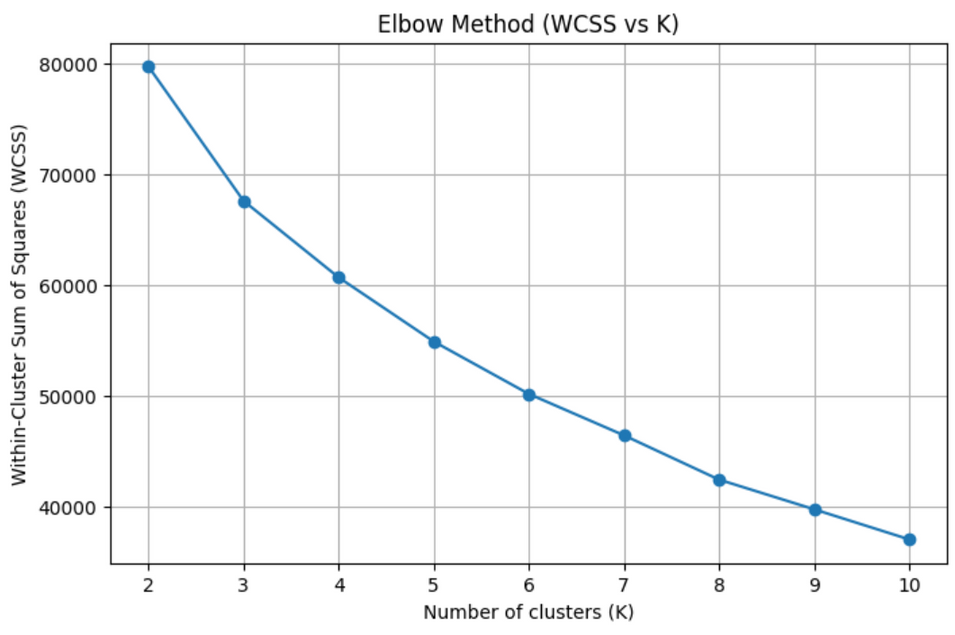 Elbow Method (WCSS vs K)
Within-Cluster Sum of Squares (WCSS)
80000
70000
60000
50000
40000
2 3 4 5 6 7 8 9 10
Number of clusters (K)